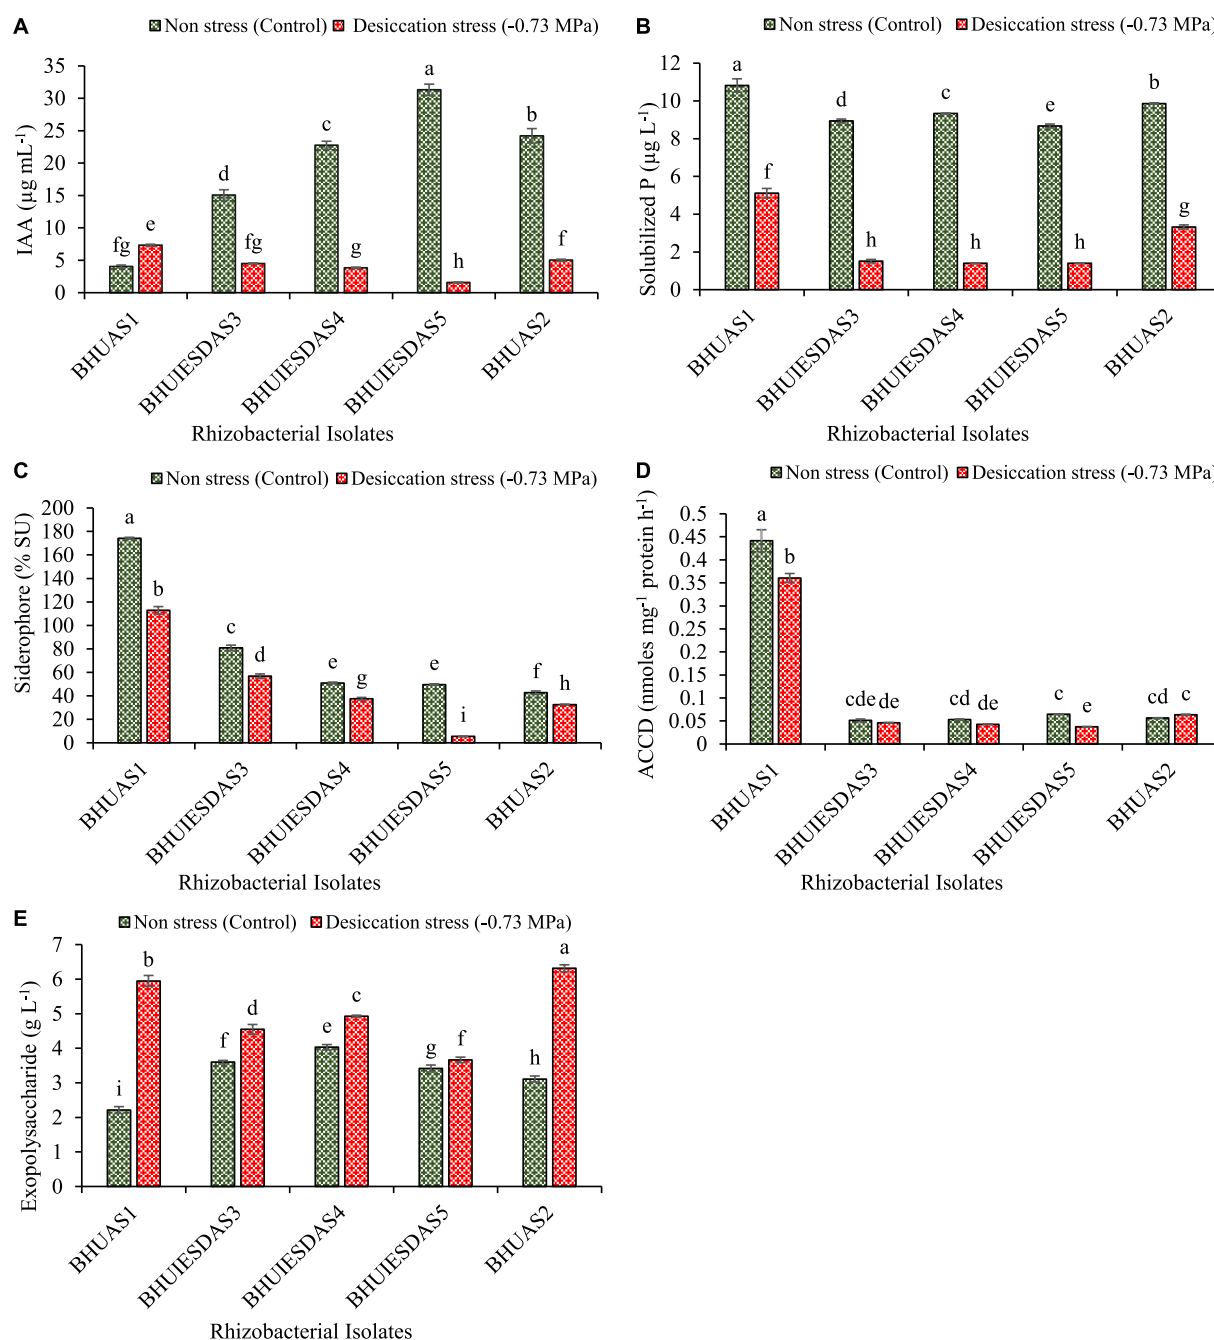 A
Non stress (Control) Desiccation stress (-0.73 MPa)
IAA (µg mL-1)
35
30
25
20
15
10
5
0
fg e d fg c g a h b f
BHUAS1 BHUIESDAS3 BHUIESDAS4 BHUIESDAS5 BHUAS2
Rhizobacterial Isolates
B
Non stress (Control) Desiccation stress (-0.73 MPa)
Solubilized P (µg L-1)
12
10
8
6
4
2
0
a f d h c h e h b g
BHUAS1 BHUIESDAS3 BHUIESDAS4 BHUIESDAS5 BHUAS2
Rhizobacterial Isolates
C
Non stress (Control) Desiccation stress (-0.73 MPa)
Siderophore (% SU)
200
180
160
140
120
100
80
60
40
20
0
a b c d e g e i f h
BHUAS1 BHUIESDAS3 BHUIESDAS4 BHUIESDAS5 BHUAS2
Rhizobacterial Isolates
D
Non stress (Control) Desiccation stress (-0.73 MPa)
ACCD (nmoles mg-1 protein h-1)
0.5
0.45
0.4
0.35
0.3
0.25
0.2
0.15
0.1
0.05
0
a b cde de cd de c e cd c
BHUAS1 BHUIESDAS3 BHUIESDAS4 BHUIESDAS5 BHUAS2
Rhizobacterial Isolates
E
Non stress (Control) Desiccation stress (-0.73 MPa)
Exopolysaccharide (g L-1)
7
6
5
4
3
2
1
0
i b f d e c g f h a
BHUAS1 BHUIESDAS3 BHUIESDAS4 BHUIESDAS5 BHUAS2
Rhizobacterial Isolates